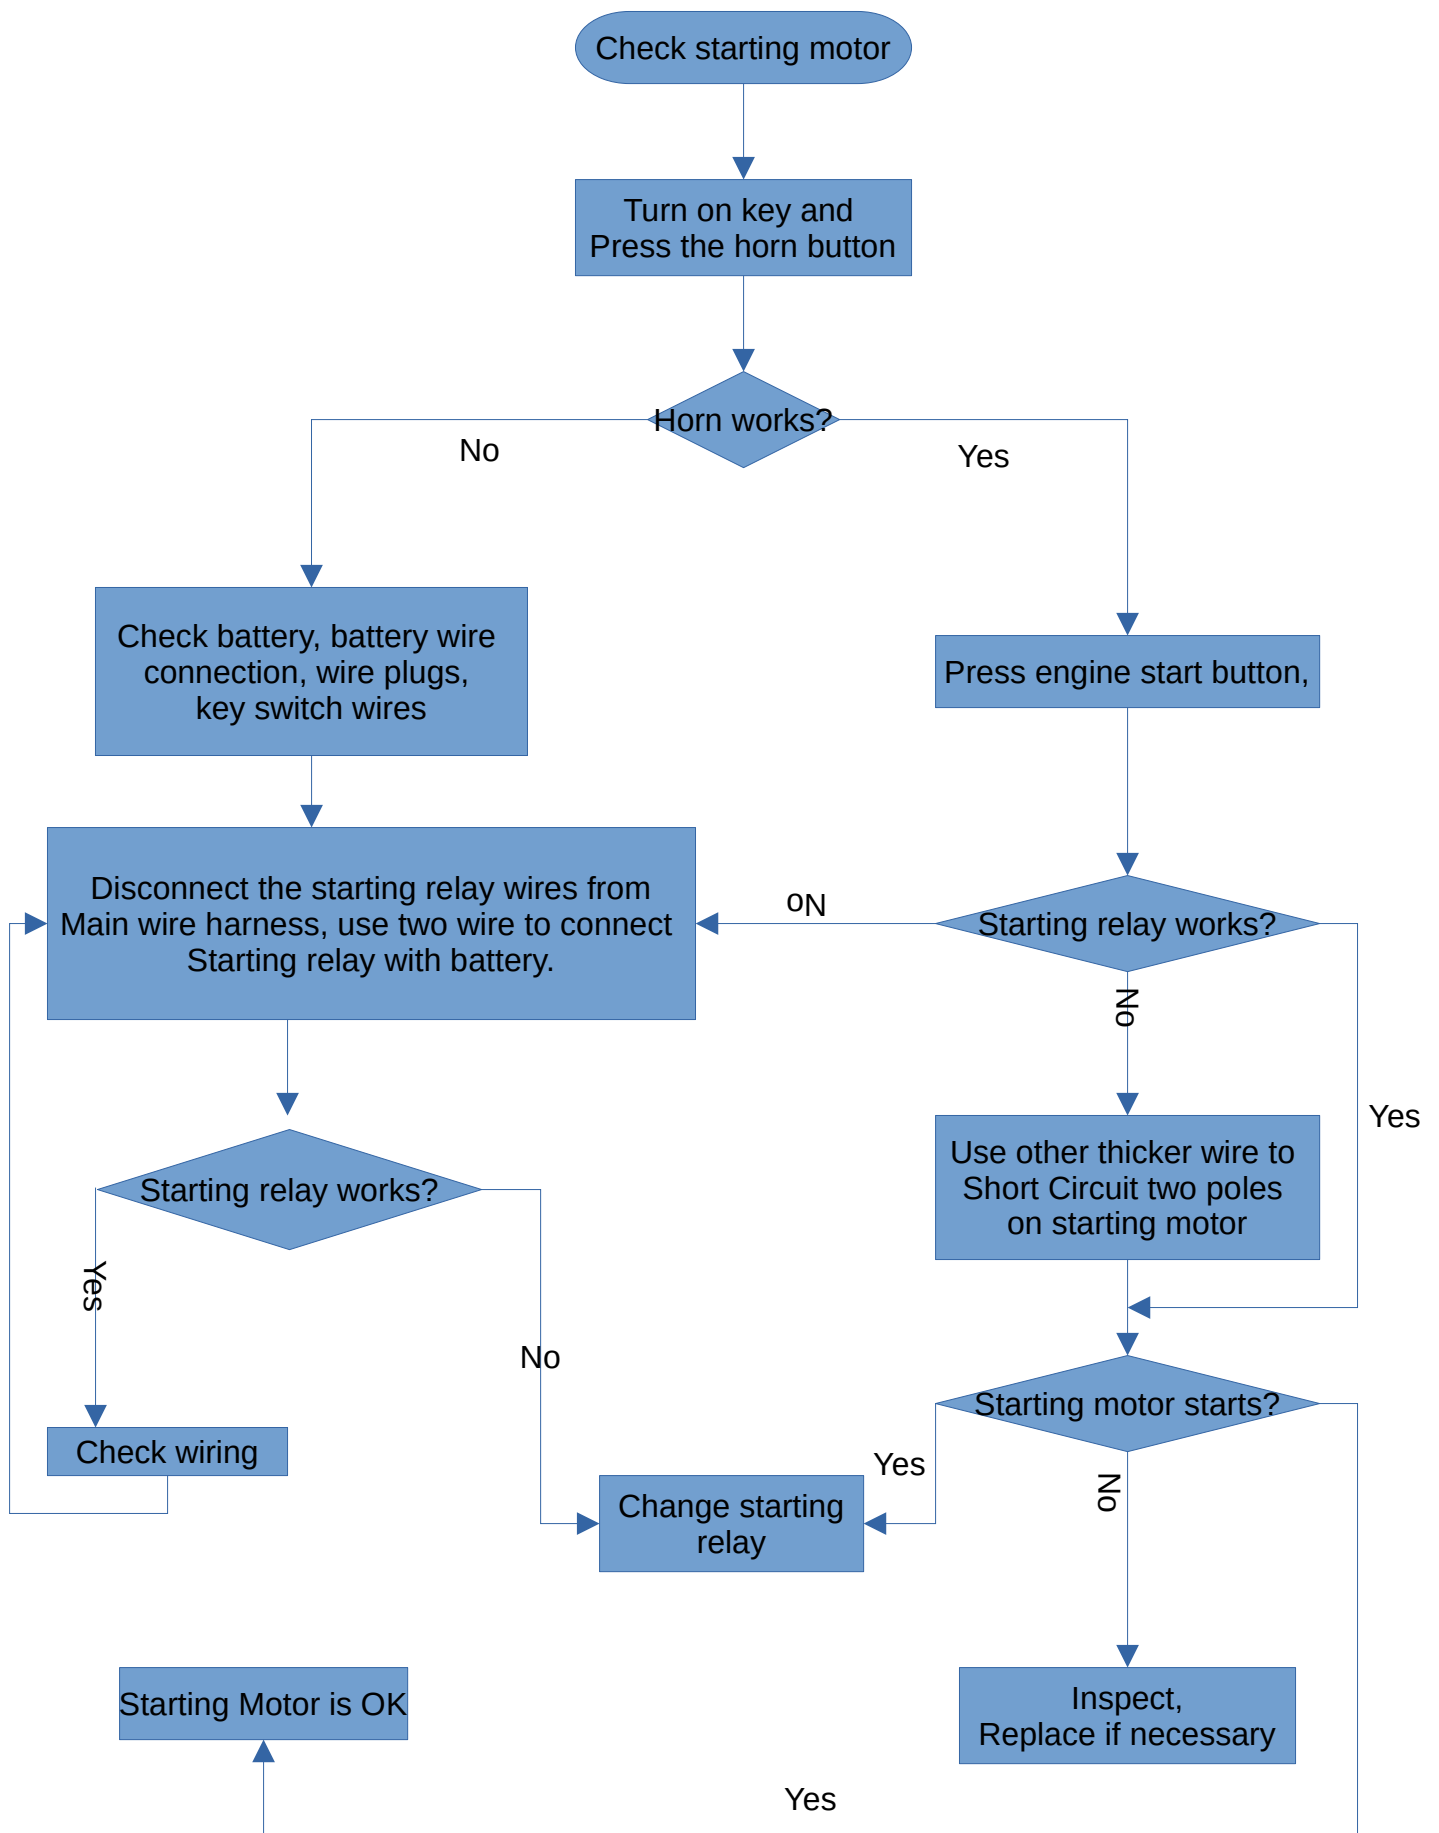 Check starting motor
Turn on key and
Press the horn button
Horn works?
No
Yes
Check battery, battery wire
connection, wire plugs,
key switch wires
Press engine start button,
Disconnect the starting relay wires from
Main wire harness, use two wire to connect
Starting relay with battery.
No
Starting relay works?
No
Yes
Use other thicker wire to
Short Circuit two poles
on starting motor
Starting relay works?
Yes
No
Starting motor starts?
Check wiring
Yes
No
Change starting
relay
Starting Motor is OK
Inspect,
Replace if necessary
Yes